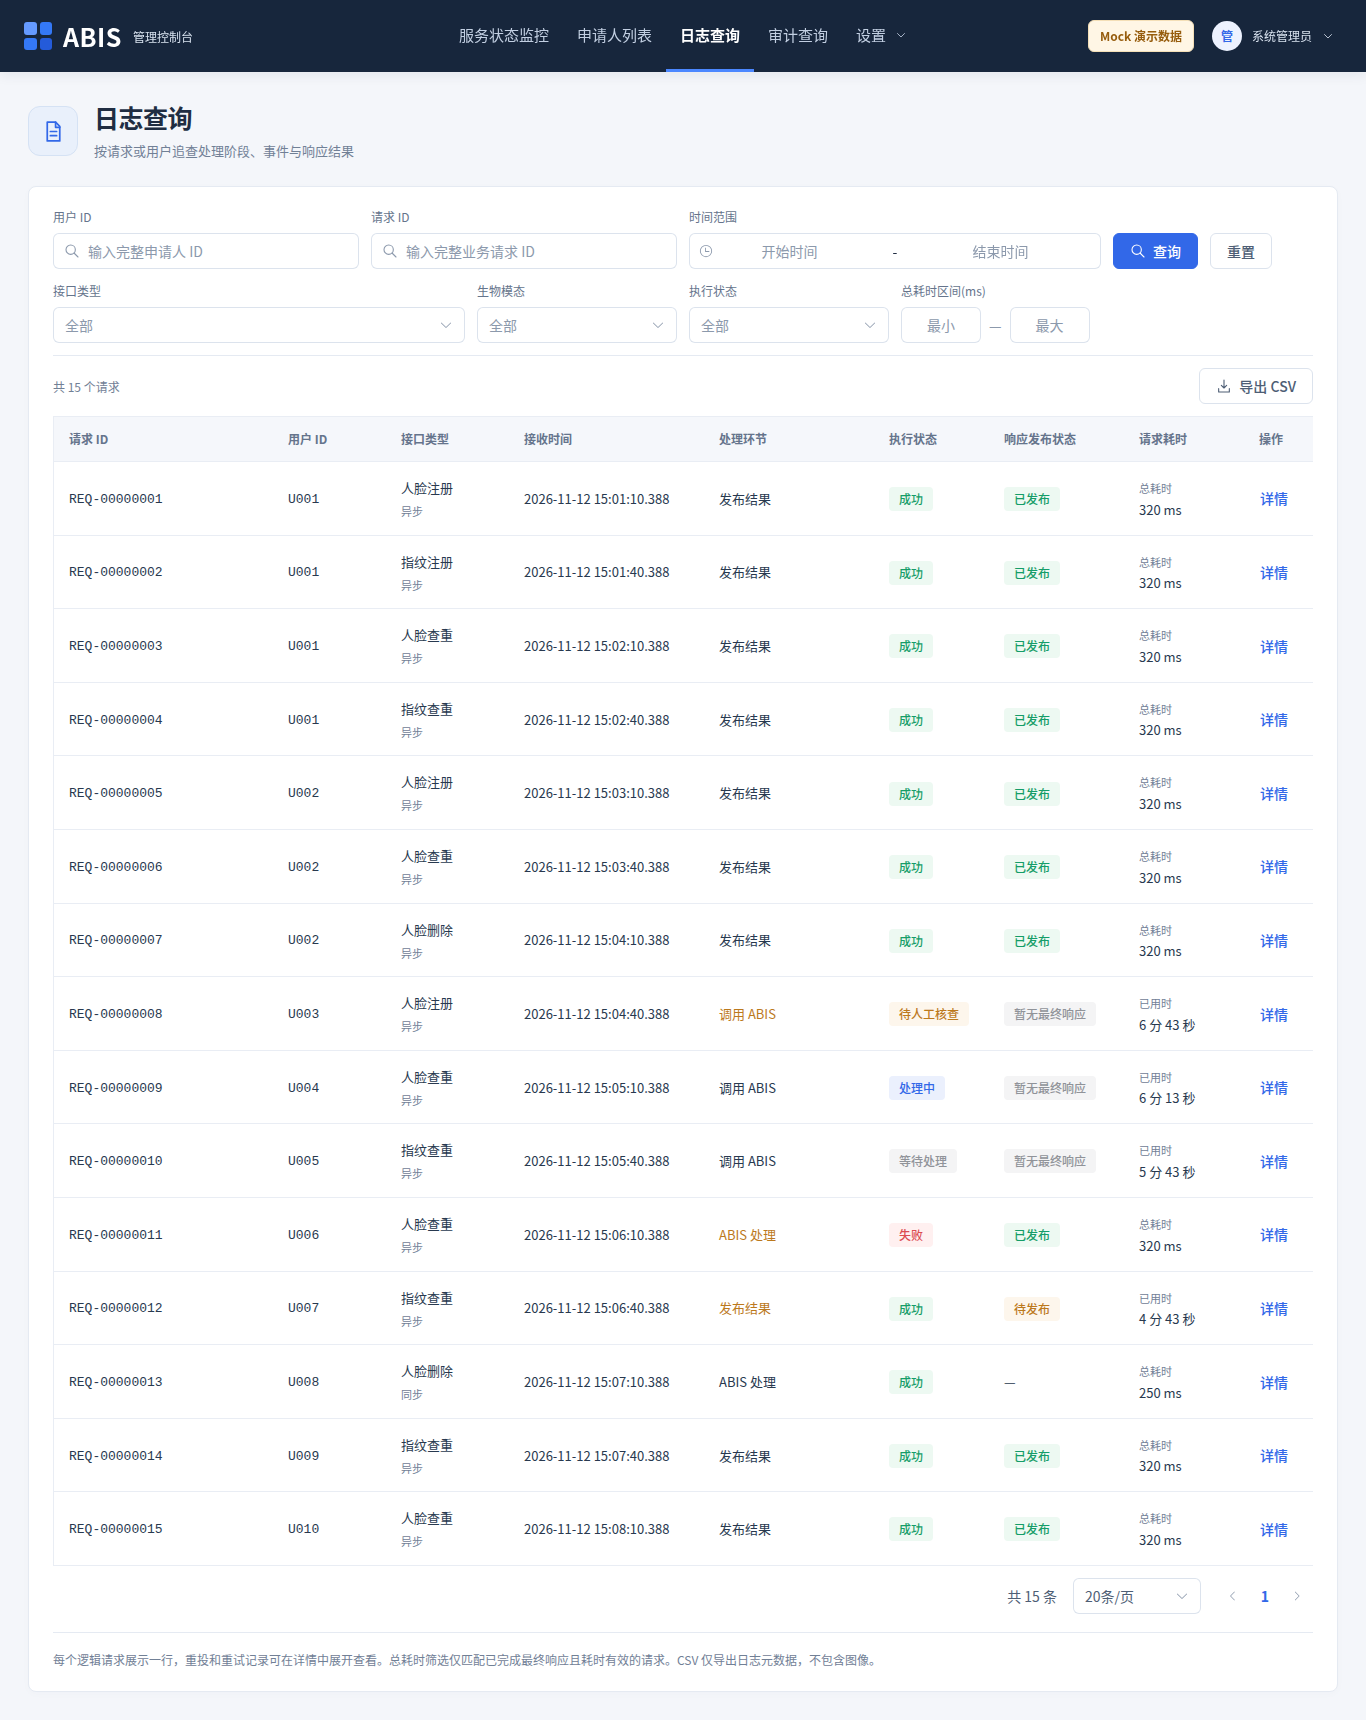 ABIS 管理控制台 服务状态监控 申请人列表 日志查询 审计查询 设置 Mock 演示数据 管 系统管理员
日志查询
按请求或用户追查处理阶段、事件与响应结果
用户 ID 请求 ID 时间范围
输入完整申请人 ID 输入完整业务请求 ID 开始时间 - 结束时间 查询 重置
接口类型 生物模态 执行状态 总耗时区间(ms)
全部 全部 全部 最小 — 最大
共 15 个请求 导出 CSV
请求 ID 用户 ID 接口类型 接收时间 处理环节 执行状态 响应发布状态 请求耗时 操作
REQ-00000001 U001 人脸注册 异步 2026-11-12 15:01:10.388 发布结果 成功 已发布 总耗时 320 ms 详情
REQ-00000002 U001 指纹注册 异步 2026-11-12 15:01:40.388 发布结果 成功 已发布 总耗时 320 ms 详情
REQ-00000003 U001 人脸查重 异步 2026-11-12 15:02:10.388 发布结果 成功 已发布 总耗时 320 ms 详情
REQ-00000004 U001 指纹查重 异步 2026-11-12 15:02:40.388 发布结果 成功 已发布 总耗时 320 ms 详情
REQ-00000005 U002 人脸注册 异步 2026-11-12 15:03:10.388 发布结果 成功 已发布 总耗时 320 ms 详情
REQ-00000006 U002 人脸查重 异步 2026-11-12 15:03:40.388 发布结果 成功 已发布 总耗时 320 ms 详情
REQ-00000007 U002 人脸删除 异步 2026-11-12 15:04:10.388 发布结果 成功 已发布 总耗时 320 ms 详情
REQ-00000008 U003 人脸注册 异步 2026-11-12 15:04:40.388 调用 ABIS 待人工核查 暂无最终响应 已用时 6 分 43 秒 详情
REQ-00000009 U004 人脸查重 异步 2026-11-12 15:05:10.388 调用 ABIS 处理中 暂无最终响应 已用时 6 分 13 秒 详情
REQ-00000010 U005 指纹查重 异步 2026-11-12 15:05:40.388 调用 ABIS 等待处理 暂无最终响应 已用时 5 分 43 秒 详情
REQ-00000011 U006 人脸查重 异步 2026-11-12 15:06:10.388 ABIS 处理 失败 已发布 总耗时 320 ms 详情
REQ-00000012 U007 指纹查重 异步 2026-11-12 15:06:40.388 发布结果 成功 待发布 已用时 4 分 43 秒 详情
REQ-00000013 U008 人脸删除 同步 2026-11-12 15:07:10.388 ABIS 处理 成功 — 总耗时 250 ms 详情
REQ-00000014 U009 指纹查重 异步 2026-11-12 15:07:40.388 发布结果 成功 已发布 总耗时 320 ms 详情
REQ-00000015 U010 人脸查重 异步 2026-11-12 15:08:10.388 发布结果 成功 已发布 总耗时 320 ms 详情
共 15 条 20条/页 1
每个逻辑请求展示一行，重投和重试记录可在详情中展开查看。总耗时筛选仅匹配已完成最终响应且耗时有效的请求。CSV 仅导出日志元数据，不包含图像。